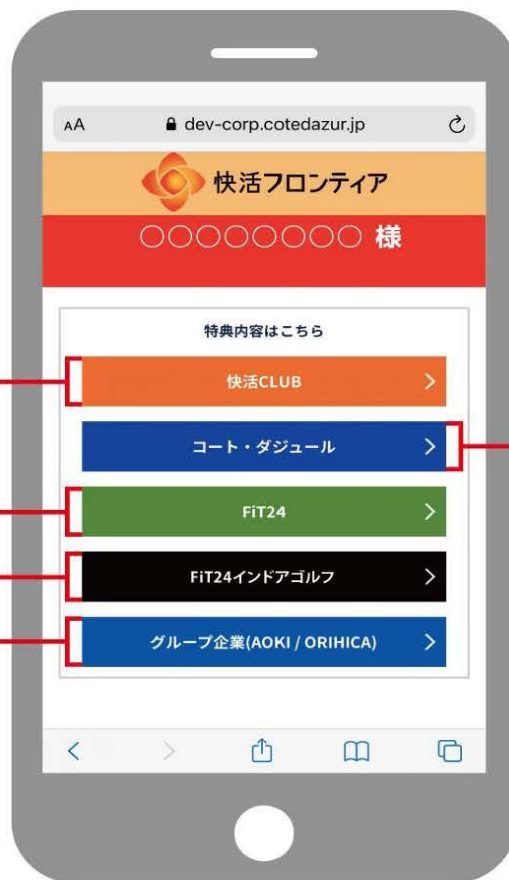 AA dev-corp.cotedazur.jp
快活フロンティア
○○○○○○○○ 様
特典内容はこちら
快活CLUB
コート・ダジュール
FiT24
FiT24インドアゴルフ
グループ企業(AOKI / ORIHICA)